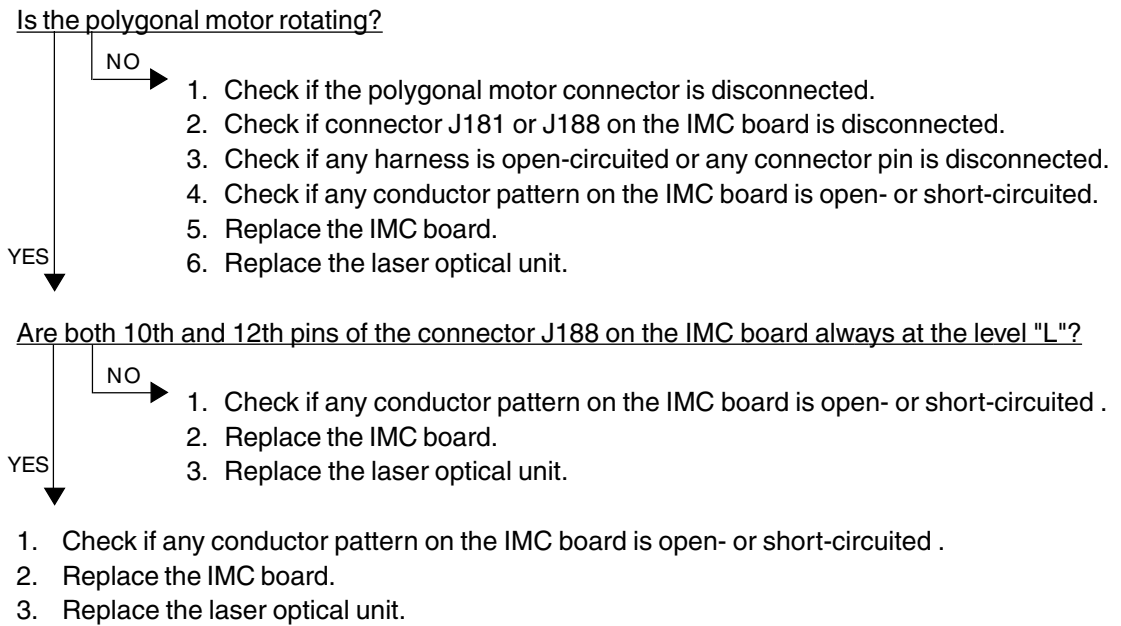 Is the polygonal motor rotating?
NO
1. Check if the polygonal motor connector is disconnected.
2. Check if connector J181 or J188 on the IMC board is disconnected.
3. Check if any harness is open-circuited or any connector pin is disconnected.
4. Check if any conductor pattern on the IMC board is open- or short-circuited.
5. Replace the IMC board.
6. Replace the laser optical unit.
YES
Are both 10th and 12th pins of the connector J188 on the IMC board always at the level "L"?
NO
1. Check if any conductor pattern on the IMC board is open- or short-circuited .
2. Replace the IMC board.
3. Replace the laser optical unit.
YES
1. Check if any conductor pattern on the IMC board is open- or short-circuited .
2. Replace the IMC board.
3. Replace the laser optical unit.